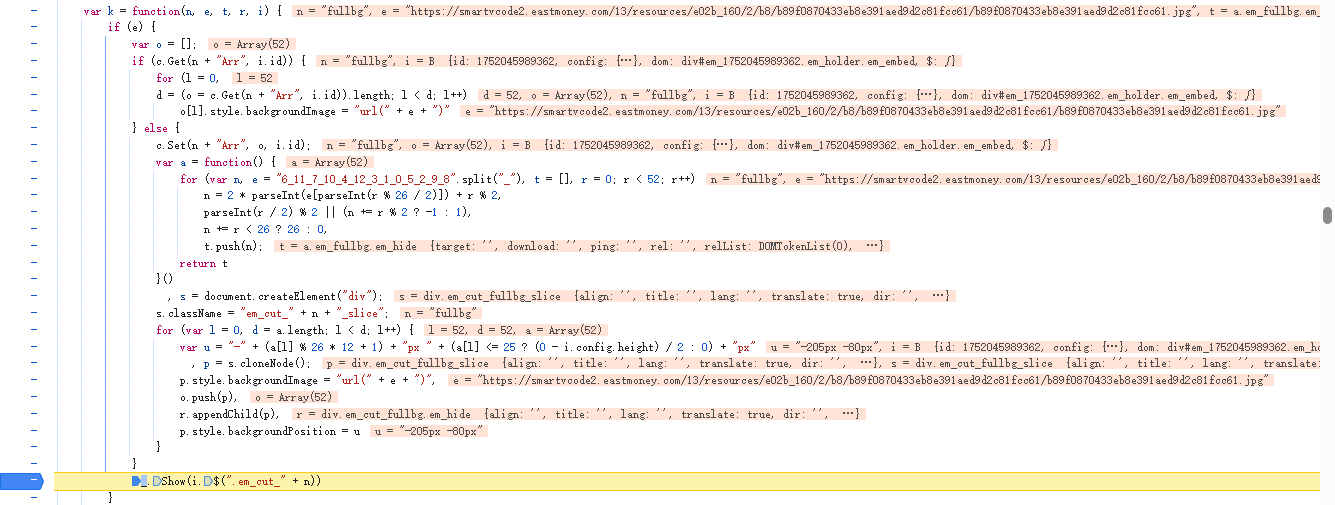 var k = function(n, e, t, r, i) { n = "fullbg", e = "https://smartvcode2.eastmoney.com/13/resources/e02b_160/2/b8/b89f0870433eb8e391aed9d2c81fcc61/b89f0870433eb8e391aed9d2c81fcc61.jpg", t = a.em_fullbg.em_
if (e) {
var o = []; o = Array(52)
if (c.Get(n + "Arr", i.id)) { n = "fullbg", i = B {id: 1752045989362, config: {…}, dom: div#em_1752045989362.em_holder.em_embed, $: ƒ}
for (l = 0, l = 52
d = (o = c.Get(n + "Arr", i.id)).length; l < d; l++) d = 52, o = Array(52), n = "fullbg", i = B {id: 1752045989362, config: {…}, dom: div#em_1752045989362.em_holder.em_embed, $: ƒ}
o[l].style.backgroundImage = "url(" + e + ")" e = "https://smartvcode2.eastmoney.com/13/resources/e02b_160/2/b8/b89f0870433eb8e391aed9d2c81fcc61/b89f0870433eb8e391aed9d2c81fcc61.jpg"
} else {
c.Set(n + "Arr", o, i.id); n = "fullbg", o = Array(52), i = B {id: 1752045989362, config: {…}, dom: div#em_1752045989362.em_holder.em_embed, $: ƒ}
var a = function() { a = Array(52)
for (var n, e = "6_11_7_10_4_12_3_1_0_5_2_9_8".split("_"), t = [], r = 0; r < 52; r++) n = "fullbg", e = "https://smartvcode2.eastmoney.com/13/resources/e02b_160/2/b8/b89f0870433eb8e391aed9
n = 2 * parseInt(e[parseInt(r % 26 / 2)]) + r % 2,
parseInt(r / 2) % 2 || (n += r % 2 ? -1 : 1),
n += r < 26 ? 26 : 0,
t.push(n); t = a.em_fullbg.em_hide {target: '', download: '', ping: '', rel: '', relList: DOMTokenList(0), …}
return t
}()
, s = document.createElement("div"); s = div.em_cut_fullbg_slice {align: '', title: '', lang: '', translate: true, dir: '', …}
s.className = "em_cut_" + n + "_slice"; n = "fullbg"
for (var l = 0, d = a.length; l < d; l++) { l = 52, d = 52, a = Array(52)
var u = "-" + (a[l] % 26 * 12 + 1) + "px " + (a[l] <= 25 ? (0 - i.config.height) / 2 : 0) + "px" u = "-205px -80px", i = B {id: 1752045989362, config: {…}, dom: div#em_1752045989362.em_ho
, p = s.cloneNode(); p = div.em_cut_fullbg_slice {align: '', title: '', lang: '', translate: true, dir: '', …}, s = div.em_cut_fullbg_slice {align: '', title: '', lang: '', translate:
p.style.backgroundImage = "url(" + e + ")", e = "https://smartvcode2.eastmoney.com/13/resources/e02b_160/2/b8/b89f0870433eb8e391aed9d2c81fcc61/b89f0870433eb8e391aed9d2c81fcc61.jpg"
o.push(p), o = Array(52)
r.appendChild(p), r = div.em_cut_fullbg.em_hide {align: '', title: '', lang: '', translate: true, dir: '', …}
p.style.backgroundPosition = u u = "-205px -80px"
}
}
_.Show(i.$(".em_cut_" + n))
}